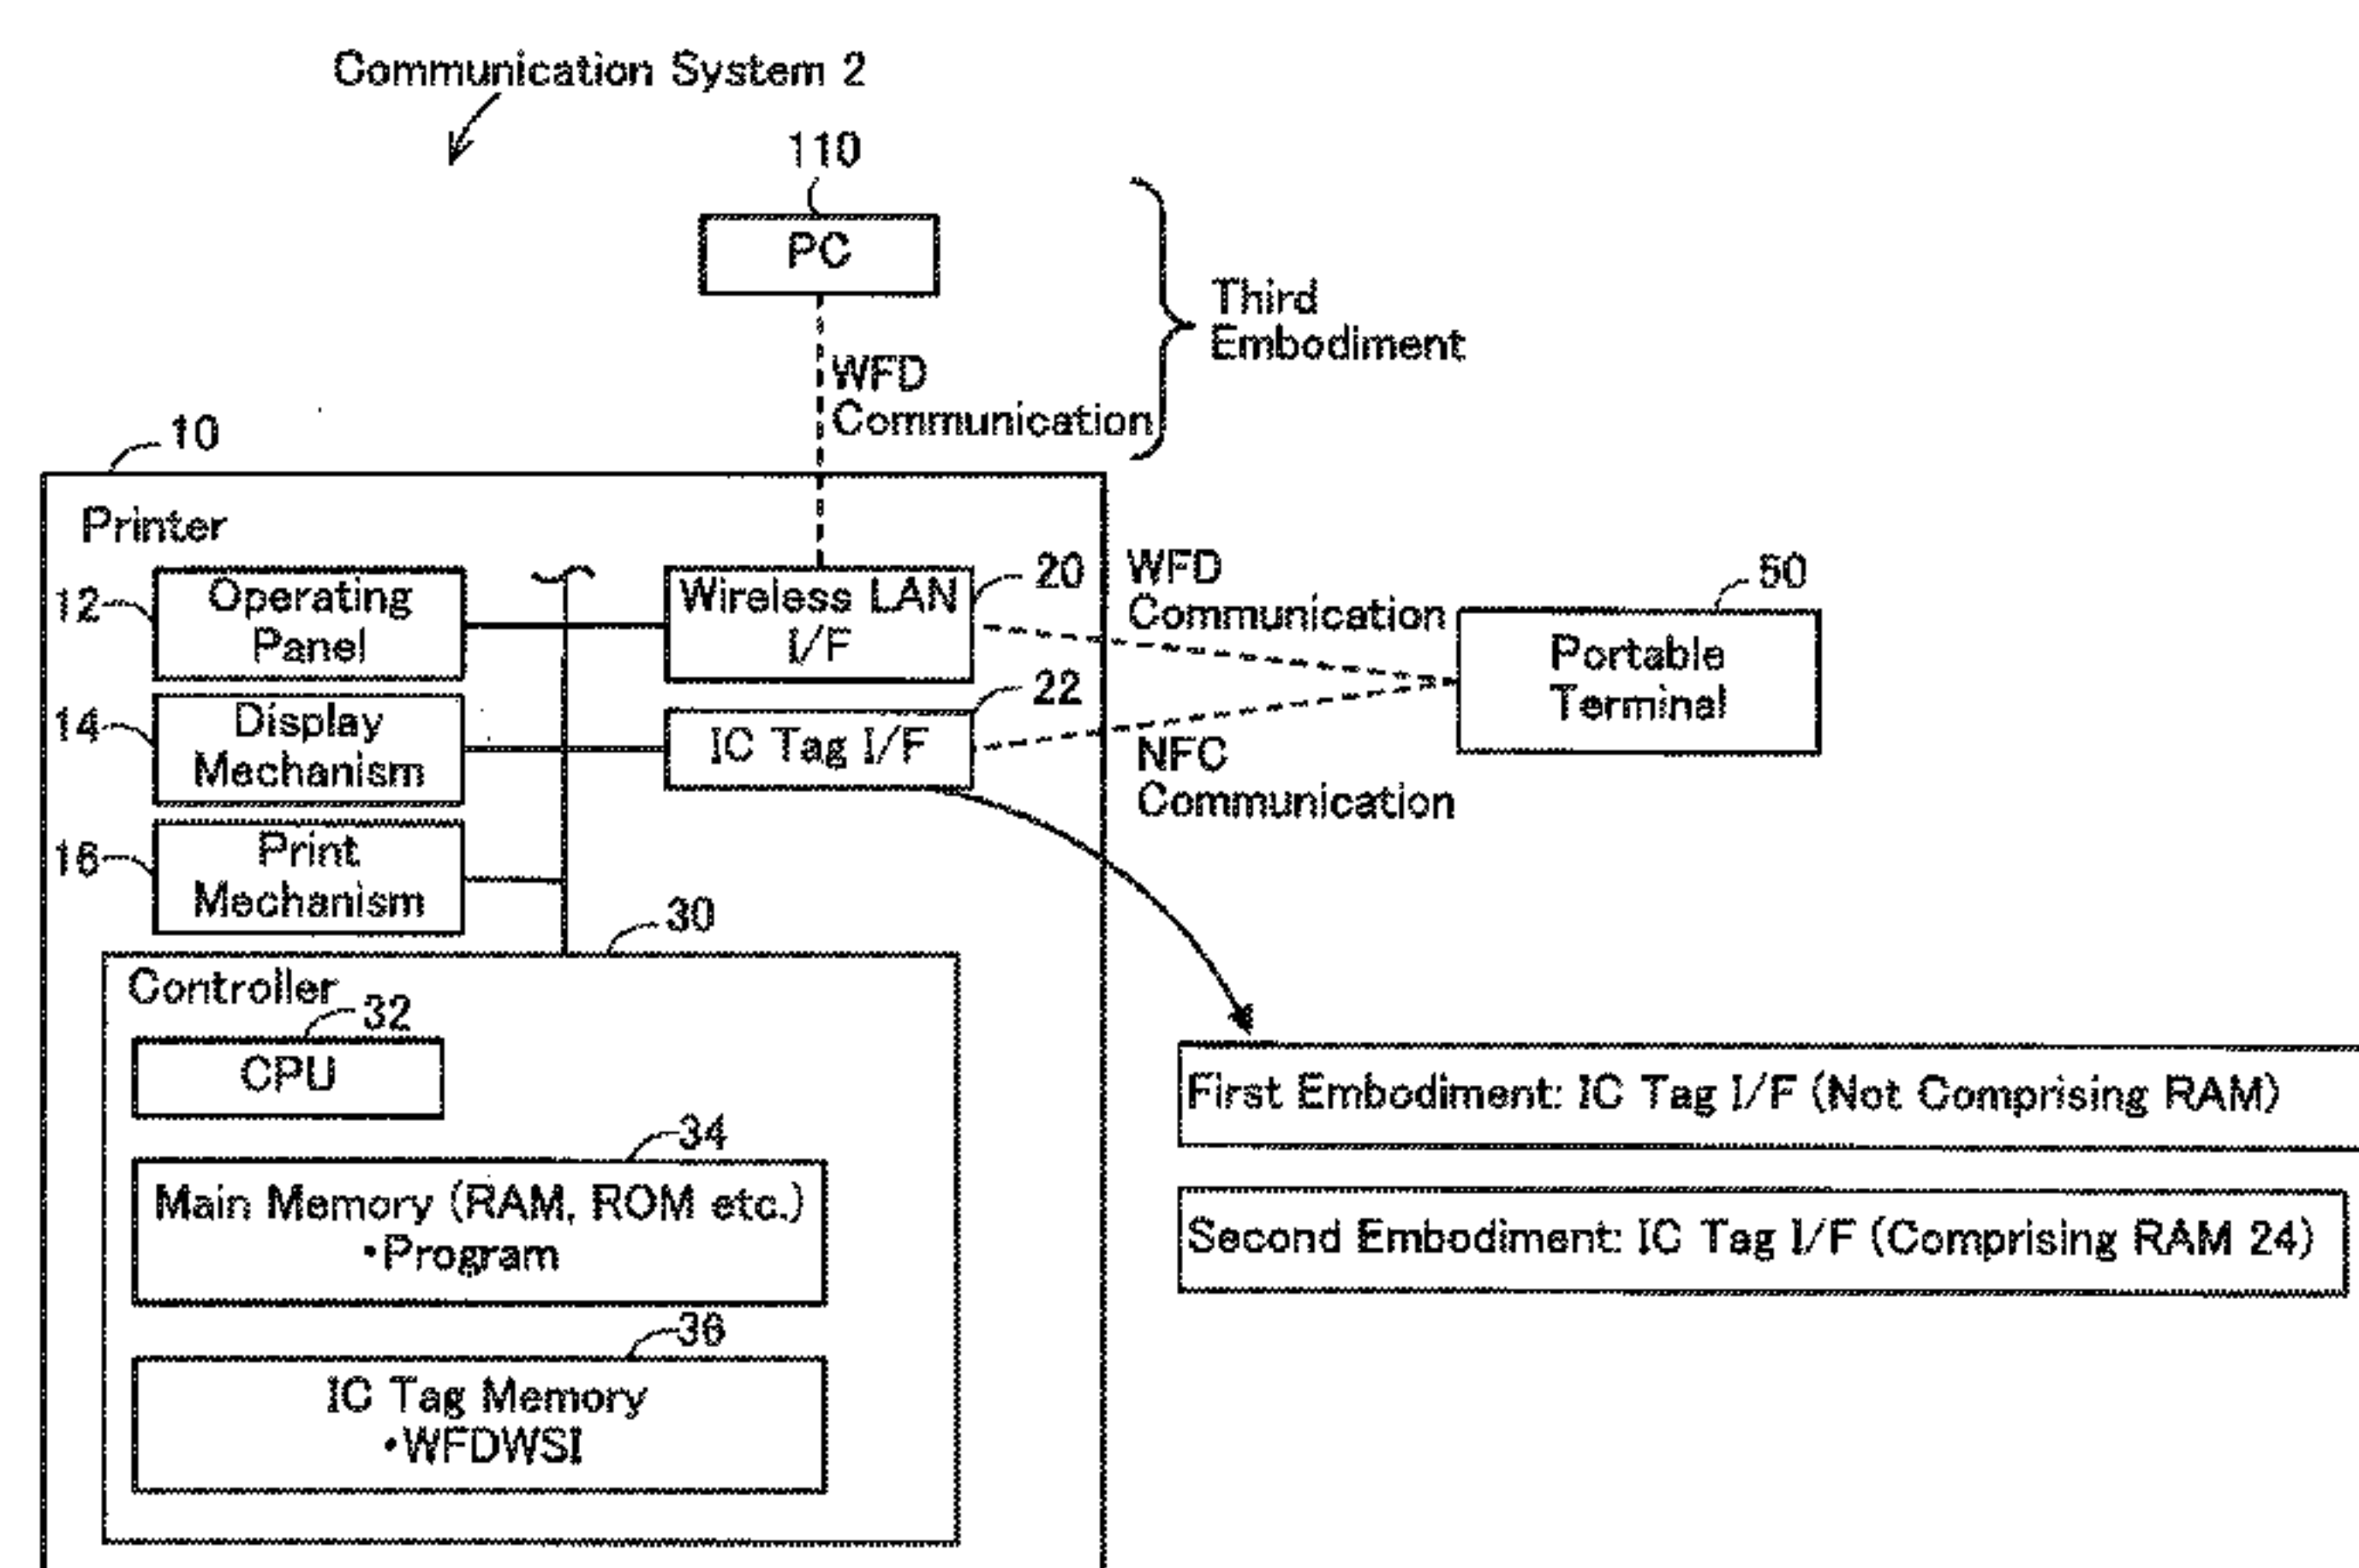 Communication System 2
110
PC
Third
Embodiment
WFD
Communication
10
Printer
12
Operating
Panel
Wireless LAN
I/F
20
WFD
Communication
50
Portable
Terminal
14
Display
Mechanism
IC Tag I/F
22
NFC
Communication
16
Print
Mechanism
30
Controller
32
CPU
34
Main Memory (RAM, ROM etc.)
•Program
36
IC Tag Memory
•WFDWSI
First Embodiment: IC Tag I/F (Not Comprising RAM)
Second Embodiment: IC Tag I/F (Comprising RAM 24)